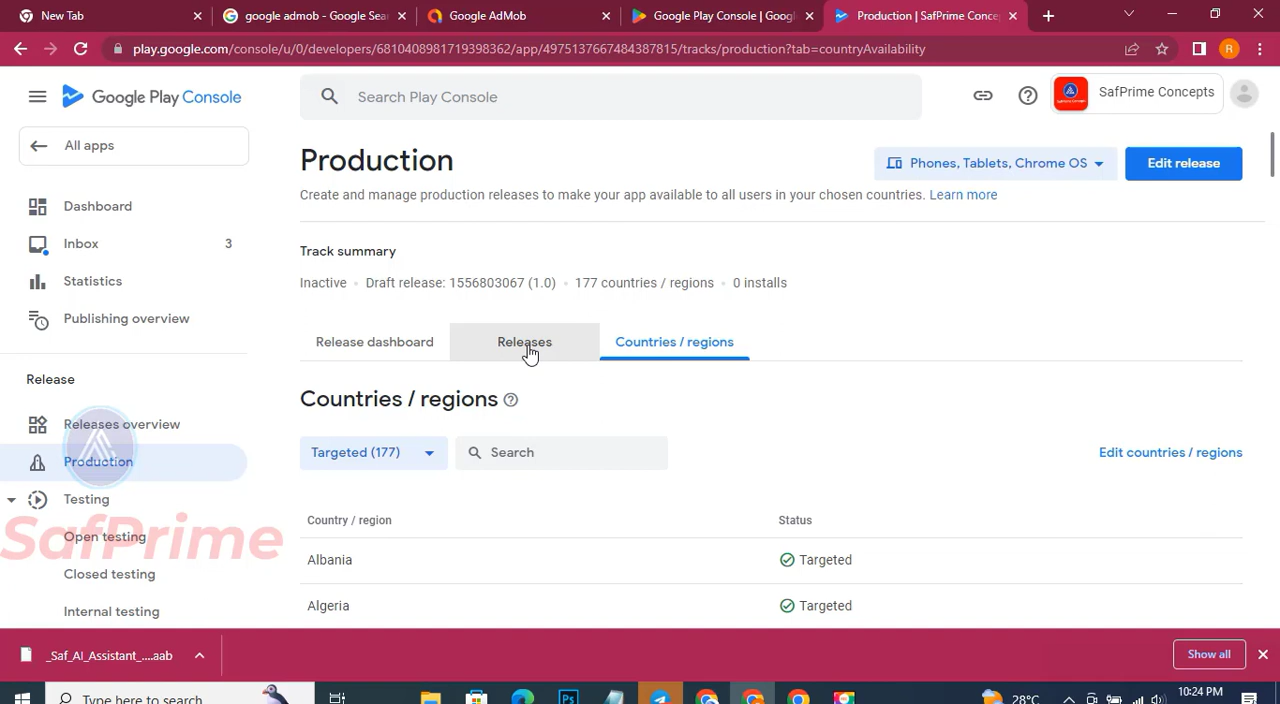 New Tab
google admob - Google Sea
Google AdMob
Google Play Console | Googl
Production | SafPrime Conce
play.google.com/console/u/0/developers/6810408981719398362/app/4975137667484387815/tracks/production?tab=countryAvailability
R
Google Play Console
Search Play Console
SafPrime Concepts
All apps
Production
Phones, Tablets, Chrome OS
Edit release
Create and manage production releases to make your app available to all users in your chosen countries. Learn more
Dashboard
Inbox 3
Statistics
Publishing overview
Track summary
Inactive • Draft release: 1556803067 (1.0) • 177 countries / regions • 0 installs
Release dashboard
Releases
Countries / regions
Release
Releases overview
Production
Testing
Open testing
Closed testing
Internal testing
SafPrime
Countries / regions
Targeted (177)
Search
Edit countries / regions
Country / region Status
Albania Targeted
Algeria Targeted
_Saf_AI_Assistant_....aab
Show all
Type here to search
28°C
10:24 PM